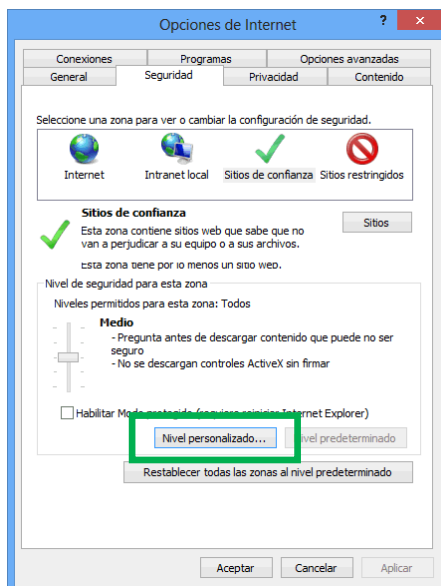 Opciones de Internet
?
×
Conexiones
Programas
Opciones avanzadas
General
Seguridad
Privacidad
Contenido
Seleccione una zona para ver o cambiar la configuración de seguridad.
Internet
Intranet local
Sitios de confianza
Sitios restringidos
Sitios de confianza
Esta zona contiene sitios web que sabe que no
van a perjudicar a su equipo o a sus archivos.
Sitios
Esta zona tiene por lo menos un sitio web.
Nivel de seguridad para esta zona
Niveles permitidos para esta zona: Todos
Medio
- Pregunta antes de descargar contenido que puede no ser
seguro
- No se descargan controles ActiveX sin firmar
Habilitar Modo protegido (requiere reiniciar Internet Explorer)
Nivel personalizado...
Nivel predeterminado
Restablecer todas las zonas al nivel predeterminado
Aceptar
Cancelar
Aplicar